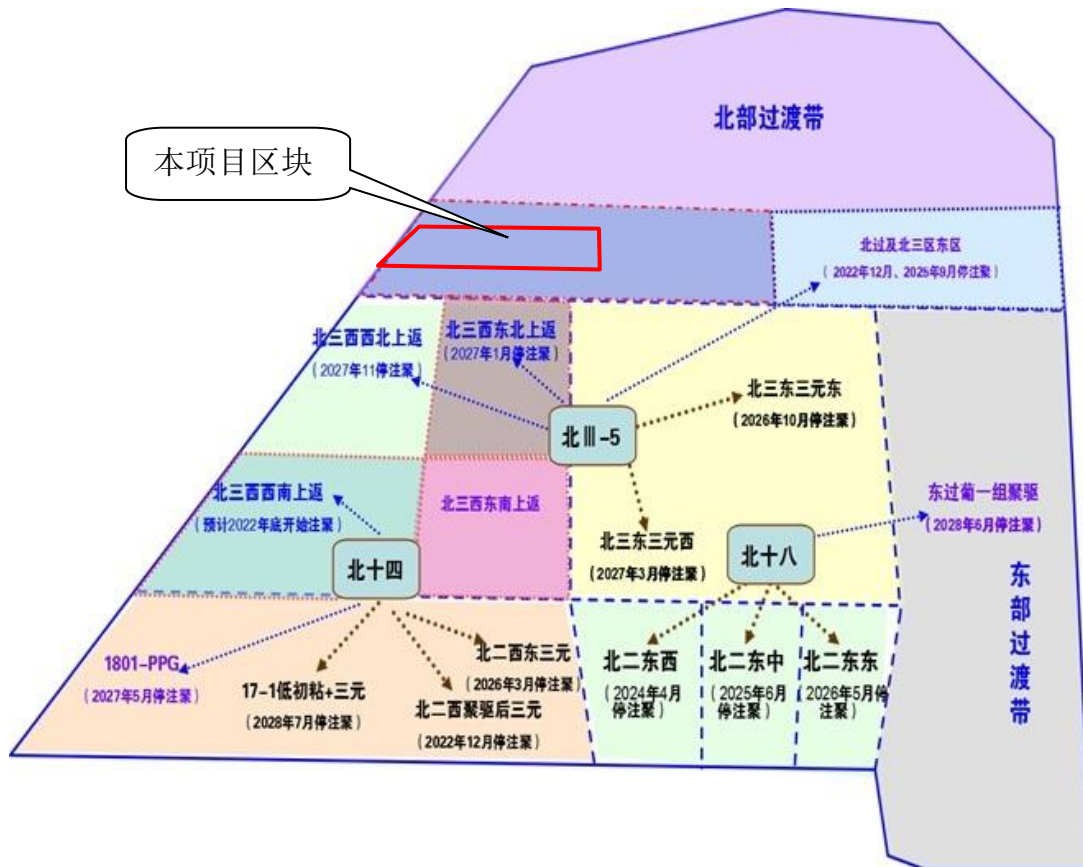 北部过渡带
本项目区块
北过及北三区东区
（2022年12月、2025年9月停注聚）
北三西西北上返
（2027年11停注聚）
北三西东北上返
（2027年1月停注聚）
北三东三元东
（2026年10月停注聚）
北Ⅲ-5
北三西西南上返
（预计2022年底开始注聚）
北三西东南上返
东过葡一组聚驱
（2028年6月停注聚）
北三东三元西
（2027年3月停注聚）
北十八
北十四
东部过渡带
1801-PPG
（2027年5月停注聚）
17-1低初粘+三元
（2028年7月停注聚）
北二西东三元
（2026年3月停注聚）
北二西聚驱后三元
（2022年12月停注聚）
北二东西
（2024年4月
停注聚）
北二东中
（2025年6月
停注聚）
北二东东
（2026年5月停
注聚）